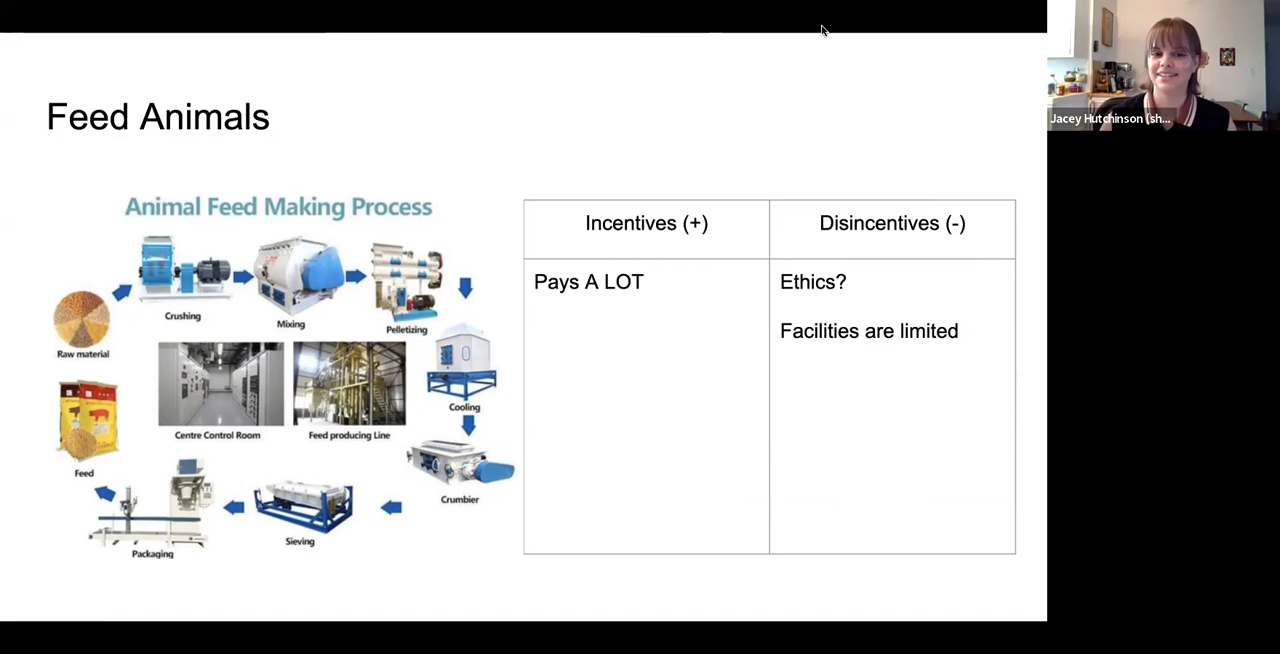 Feed Animals
Animal Feed Making Process
Crushing
Mixing
Pelletizing
Raw material
Cooling
Centre Control Room
Feed producing Line
Feed
Crumbier
Sieving
Packaging
Incentives (+)
Disincentives (-)
Pays A LOT
Ethics?
Facilities are limited
Jacey Hutchinson (sh...